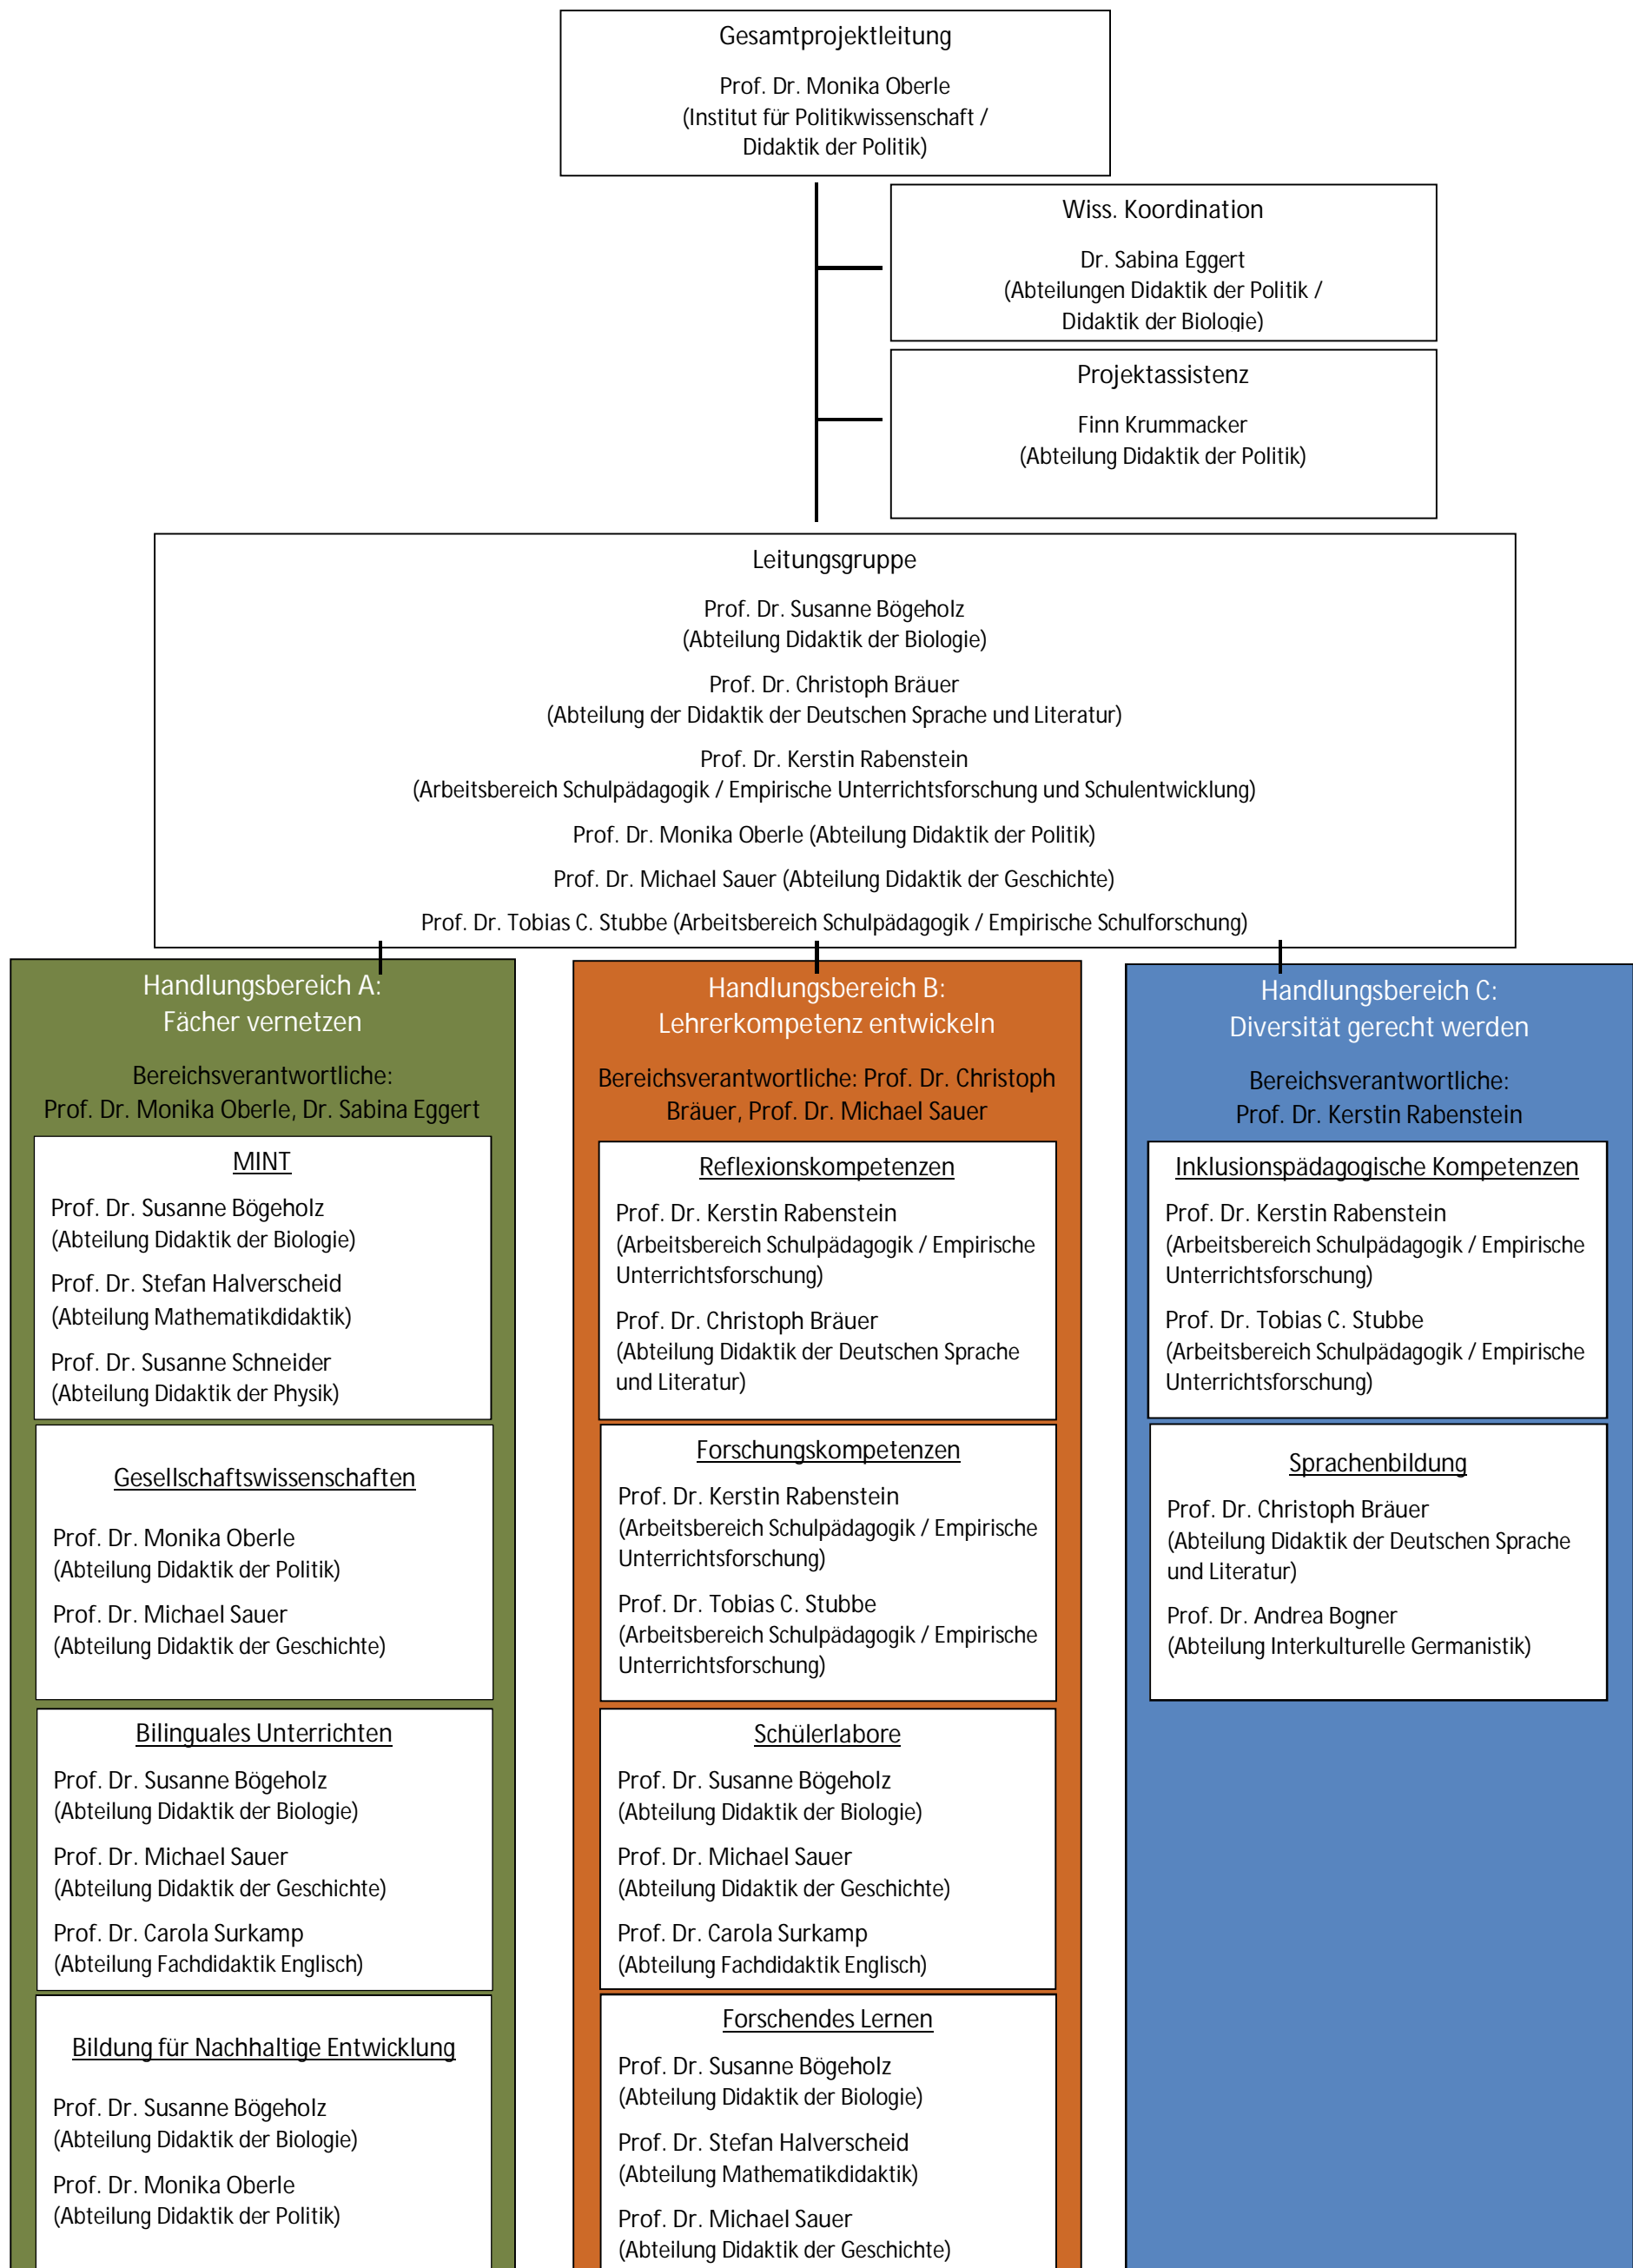 Gesamtprojektleitung
Prof. Dr. Monika Oberle
(Institut für Politikwissenschaft /
Didaktik der Politik)
Wiss. Koordination
Dr. Sabina Eggert
(Abteilungen Didaktik der Politik /
Didaktik der Biologie)
Projektassistenz
Finn Krummacker
(Abteilung Didaktik der Politik)
Leitungsgruppe
Prof. Dr. Susanne Bögeholz
(Abteilung Didaktik der Biologie)
Prof. Dr. Christoph Bräuer
(Abteilung der Didaktik der Deutschen Sprache und Literatur)
Prof. Dr. Kerstin Rabenstein
(Arbeitsbereich Schulpädagogik / Empirische Unterrichtsforschung und Schulentwicklung)
Prof. Dr. Monika Oberle (Abteilung Didaktik der Politik)
Prof. Dr. Michael Sauer (Abteilung Didaktik der Geschichte)
Prof. Dr. Tobias C. Stubbe (Arbeitsbereich Schulpädagogik / Empirische Schulforschung)
Handlungsbereich A:
Fächer vernetzen
Bereichsverantwortliche:
Prof. Dr. Monika Oberle, Dr. Sabina Eggert
MINT
Prof. Dr. Susanne Bögeholz
(Abteilung Didaktik der Biologie)
Prof. Dr. Stefan Halverscheid
(Abteilung Mathematikdidaktik)
Prof. Dr. Susanne Schneider
(Abteilung Didaktik der Physik)
Gesellschaftswissenschaften
Prof. Dr. Monika Oberle
(Abteilung Didaktik der Politik)
Prof. Dr. Michael Sauer
(Abteilung Didaktik der Geschichte)
Bilinguales Unterrichten
Prof. Dr. Susanne Bögeholz
(Abteilung Didaktik der Biologie)
Prof. Dr. Michael Sauer
(Abteilung Didaktik der Geschichte)
Prof. Dr. Carola Surkamp
(Abteilung Fachdidaktik Englisch)
Bildung für Nachhaltige Entwicklung
Prof. Dr. Susanne Bögeholz
(Abteilung Didaktik der Biologie)
Prof. Dr. Monika Oberle
(Abteilung Didaktik der Politik)
Handlungsbereich B:
Lehrerkompetenz entwickeln
Bereichsverantwortliche: Prof. Dr. Christoph
Bräuer, Prof. Dr. Michael Sauer
Reflexionskompetenzen
Prof. Dr. Kerstin Rabenstein
(Arbeitsbereich Schulpädagogik / Empirische
Unterrichtsforschung)
Prof. Dr. Christoph Bräuer
(Abteilung Didaktik der Deutschen Sprache
und Literatur)
Forschungskompetenzen
Prof. Dr. Kerstin Rabenstein
(Arbeitsbereich Schulpädagogik / Empirische
Unterrichtsforschung)
Prof. Dr. Tobias C. Stubbe
(Arbeitsbereich Schulpädagogik / Empirische
Unterrichtsforschung)
Schülerlabore
Prof. Dr. Susanne Bögeholz
(Abteilung Didaktik der Biologie)
Prof. Dr. Michael Sauer
(Abteilung Didaktik der Geschichte)
Prof. Dr. Carola Surkamp
(Abteilung Fachdidaktik Englisch)
Forschendes Lernen
Prof. Dr. Susanne Bögeholz
(Abteilung Didaktik der Biologie)
Prof. Dr. Stefan Halverscheid
(Abteilung Mathematikdidaktik)
Prof. Dr. Michael Sauer
(Abteilung Didaktik der Geschichte)
Handlungsbereich C:
Diversität gerecht werden
Bereichsverantwortliche:
Prof. Dr. Kerstin Rabenstein
Inklusionspädagogische Kompetenzen
Prof. Dr. Kerstin Rabenstein
(Arbeitsbereich Schulpädagogik / Empirische
Unterrichtsforschung)
Prof. Dr. Tobias C. Stubbe
(Arbeitsbereich Schulpädagogik / Empirische
Unterrichtsforschung)
Sprachenbildung
Prof. Dr. Christoph Bräuer
(Abteilung Didaktik der Deutschen Sprache
und Literatur)
Prof. Dr. Andrea Bogner
(Abteilung Interkulturelle Germanistik)